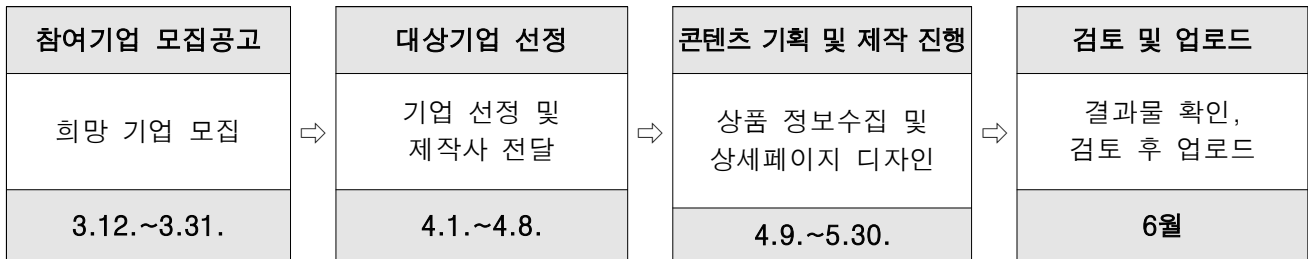 참여기업 모집공고
희망 기업 모집
3.12.~3.31.
⇨
대상기업 선정
기업 선정 및
제작사 전달
4.1.~4.8.
⇨
콘텐츠 기획 및 제작 진행
상품 정보수집 및
상세페이지 디자인
4.9.~5.30.
⇨
검토 및 업로드
결과물 확인,
검토 후 업로드
6월